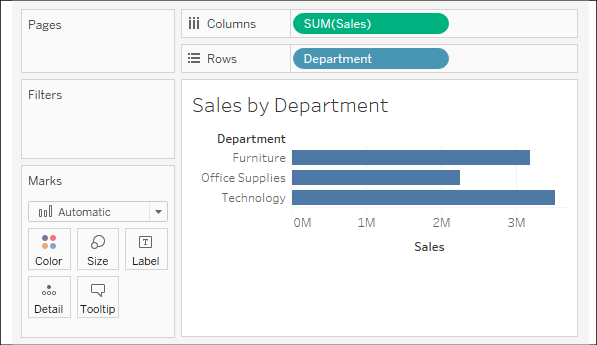 Pages
Columns SUM(Sales)
Rows Department
Filters
Marks
Automatic
Color Size Label
Detail Tooltip
Sales by Department
Department
Furniture
Office Supplies
Technology
0M 1M 2M 3M
Sales